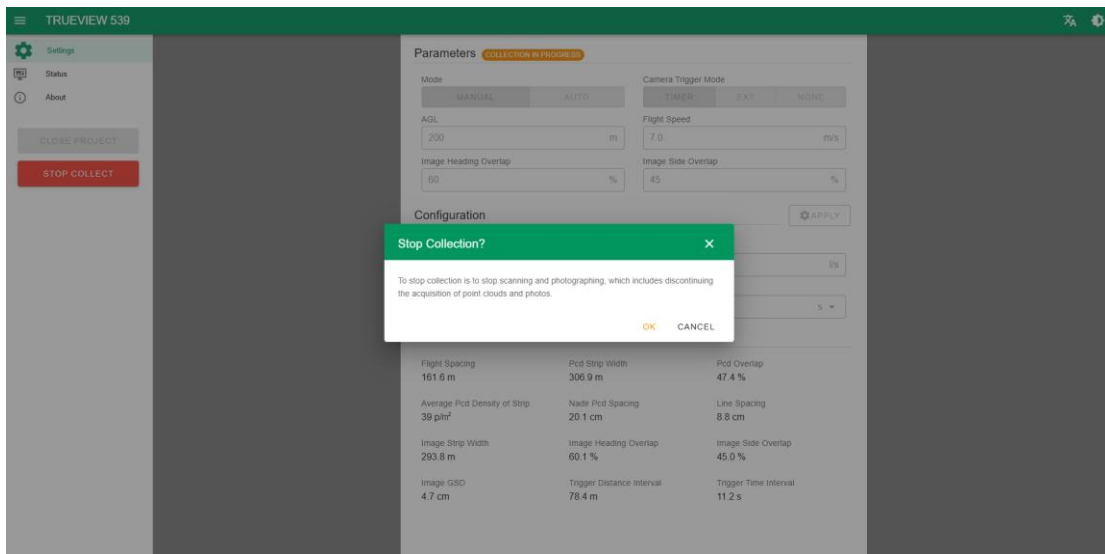 TRUEVIEW 539
Settings
Status
About
CLOSE PROJECT
STOP COLLECT
Parameters COLLECTION IN PROGRESS
Mode Camera Trigger Mode
MANUAL AUTO TIMER EXT NONE
AGL Flight Speed
200 m 7.0 m/s
Image Heading Overlap Image Side Overlap
60 % 45 %
Configuration APPLY
Stop Collection?
To stop collection is to stop scanning and photographing, which includes discontinuing
the acquisition of point clouds and photos.
OK CANCEL
Flight Spacing Pcd Strip Width Pcd Overlap
161.6 m 306.9 m 47.4 %
Average Pcd Density of Strip Nadir Pcd Spacing Line Spacing
39 p/m² 20.1 cm 8.8 cm
Image Strip Width Image Heading Overlap Image Side Overlap
293.8 m 60.1 % 45.0 %
Image GSD Trigger Distance Interval Trigger Time Interval
4.7 cm 78.4 m 11.2 s